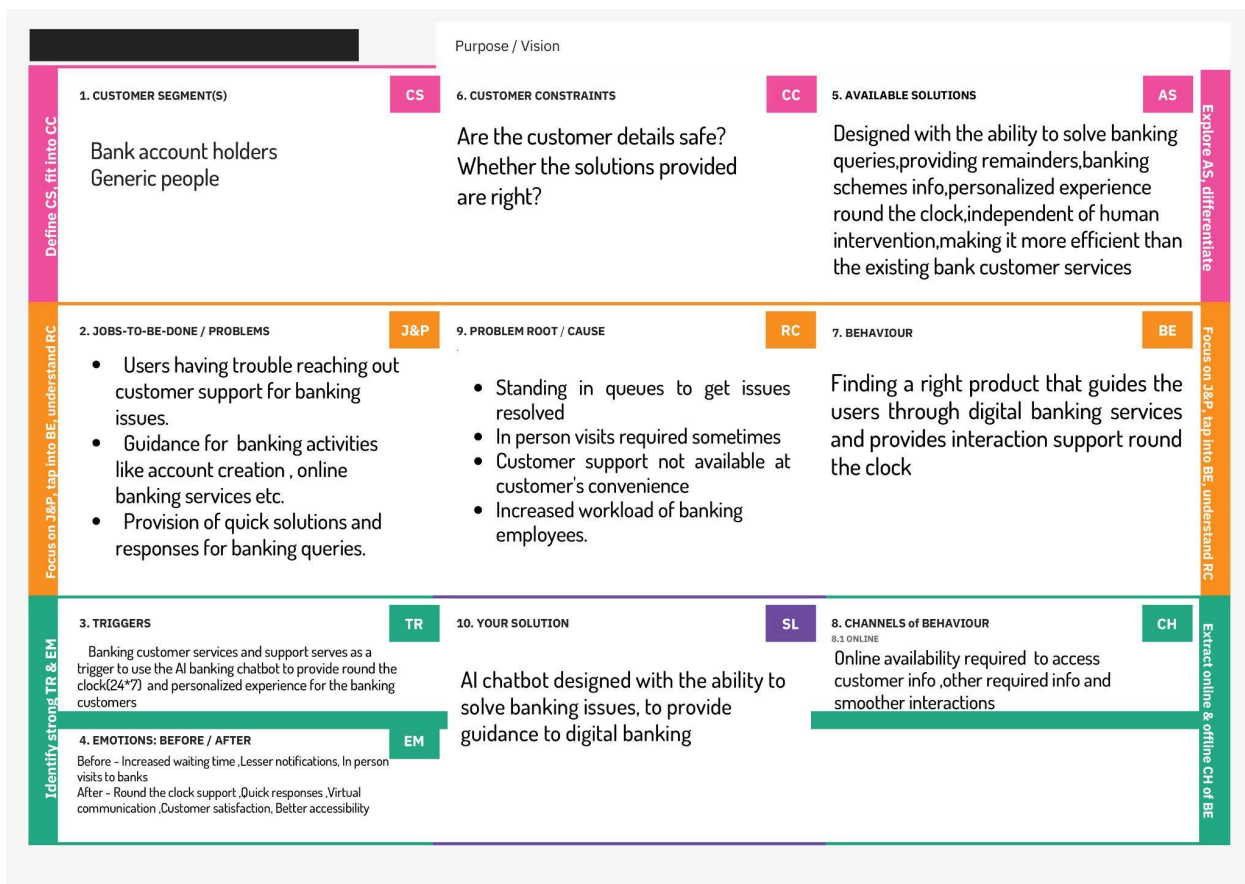 Purpose / Vision
Define CS, fit into CC
1. CUSTOMER SEGMENT(S)
CS
Bank account holders
Generic people
6. CUSTOMER CONSTRAINTS
CC
Are the customer details safe?
Whether the solutions provided
are right?
5. AVAILABLE SOLUTIONS
AS
Designed with the ability to solve banking
queries,providing remainders,banking
schemes info,personalized experience
round the clock,independent of human
intervention,making it more efficient than
the existing bank customer services
Explore AS, differentiate
Focus on J&P, tap into BE, understand RC
2. JOBS-TO-BE-DONE / PROBLEMS
J&P
• Users having trouble reaching out
customer support for banking
issues.
• Guidance for banking activities
like account creation , online
banking services etc.
• Provision of quick solutions and
responses for banking queries.
9. PROBLEM ROOT / CAUSE
RC
• Standing in queues to get issues
resolved
• In person visits required sometimes
• Customer support not available at
customer's convenience
• Increased workload of banking
employees.
7. BEHAVIOUR
BE
Finding a right product that guides the
users through digital banking services
and provides interaction support round
the clock
Focus on J&P, tap into BE, understand RC
Identify strong TR & EM
3. TRIGGERS
TR
Banking customer services and support serves as a
trigger to use the AI banking chatbot to provide round the
clock(24*7) and personalized experience for the banking
customers
4. EMOTIONS: BEFORE / AFTER
EM
Before - Increased waiting time ,Lesser notifications, In person
visits to banks
After - Round the clock support ,Quick responses ,Virtual
communication ,Customer satisfaction, Better accessibility
10. YOUR SOLUTION
SL
AI chatbot designed with the ability to
solve banking issues, to provide
guidance to digital banking
8. CHANNELS of BEHAVIOUR
CH
8.1 ONLINE
Online availability required to access
customer info ,other required info and
smoother interactions
Extract online & offline CH of BE